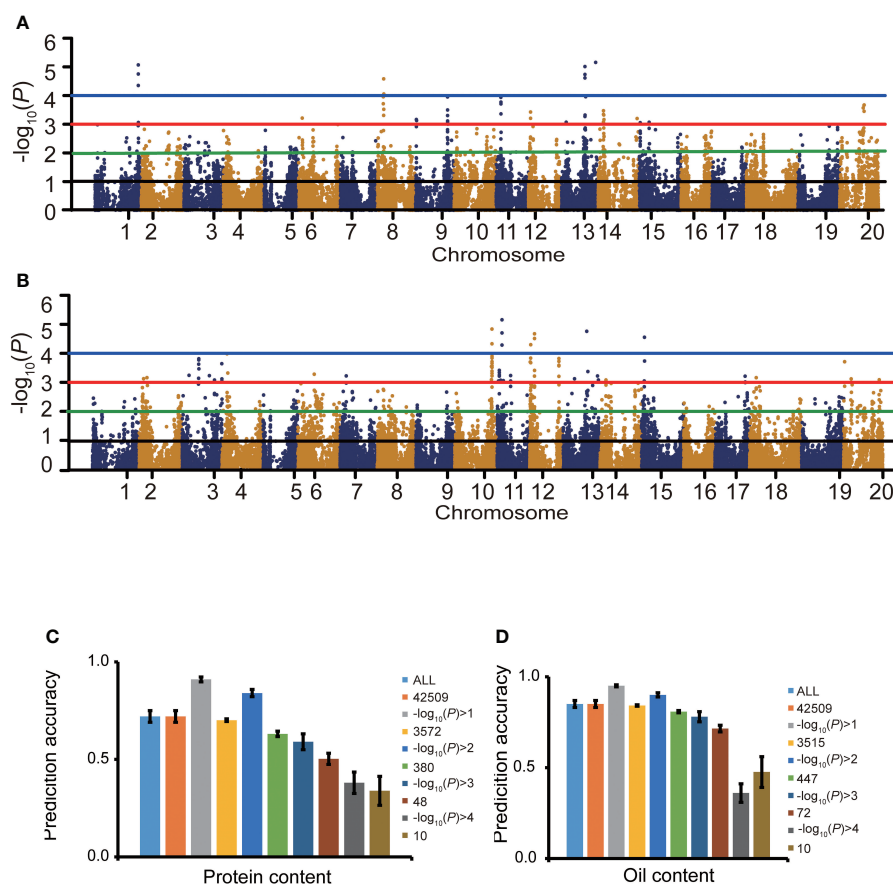 A
6
5
4
3
2
1
0
-log10(P)
1 2 3 4 5 6 7 8 9 10 11 12 13 14 15 16 17 18 19 20
Chromosome
B
6
5
4
3
2
1
0
-log10(P)
1 2 3 4 5 6 7 8 9 10 11 12 13 14 15 16 17 18 19 20
Chromosome
C
1.0
0.5
0.0
Predicition accuracy
Protein content
ALL
42509
-log10(P)>1
3572
-log10(P)>2
380
-log10(P)>3
48
-log10(P)>4
10
D
1.0
0.5
0.0
Predicition accuracy
Oil content
ALL
42509
-log10(P)>1
3515
-log10(P)>2
447
-log10(P)>3
72
-log10(P)>4
10